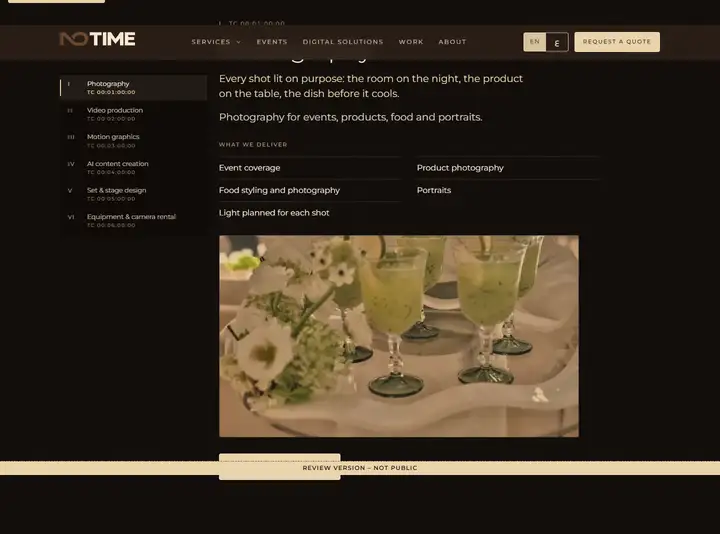 NOTIME
SERVICES
EVENTS
DIGITAL SOLUTIONS
WORK
ABOUT
EN
ع
REQUEST A QUOTE
I
Photography
TC 00:01:00:00
II
Video production
TC 00:02:00:00
III
Motion graphics
TC 00:03:00:00
IV
AI content creation
TC 00:04:00:00
V
Set & stage design
TC 00:05:00:00
VI
Equipment & camera rental
TC 00:06:00:00
Every shot lit on purpose: the room on the night, the product
on the table, the dish before it cools.
Photography for events, products, food and portraits.
WHAT WE DELIVER
Event coverage
Product photography
Food styling and photography
Portraits
Light planned for each shot
REVIEW VERSION – NOT PUBLIC